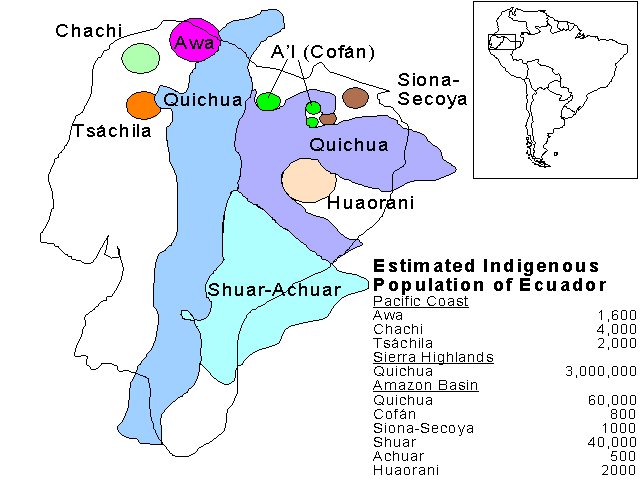 Chachi
Awa
A'I (Cofán)
Siona-
Secoya
Quichua
Tsáchila
Quichua
Huaorani
Shuar-Achuar
Estimated Indigenous
Population of Ecuador
Pacific Coast
Awa 1,600
Chachi 4,000
Tsáchila 2,000
Sierra Highlands
Quichua 3,000,000
Amazon Basin
Quichua 60,000
Cofán 800
Siona-Secoya 1000
Shuar 40,000
Achuar 500
Huaorani 2000